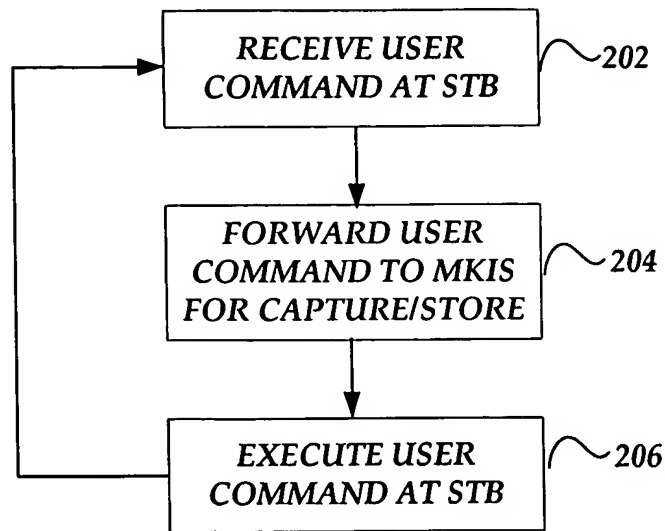 RECEIVE USER
COMMAND AT STB
202
FORWARD USER
COMMAND TO MKIS
FOR CAPTURE/STORE
204
EXECUTE USER
COMMAND AT STB
206